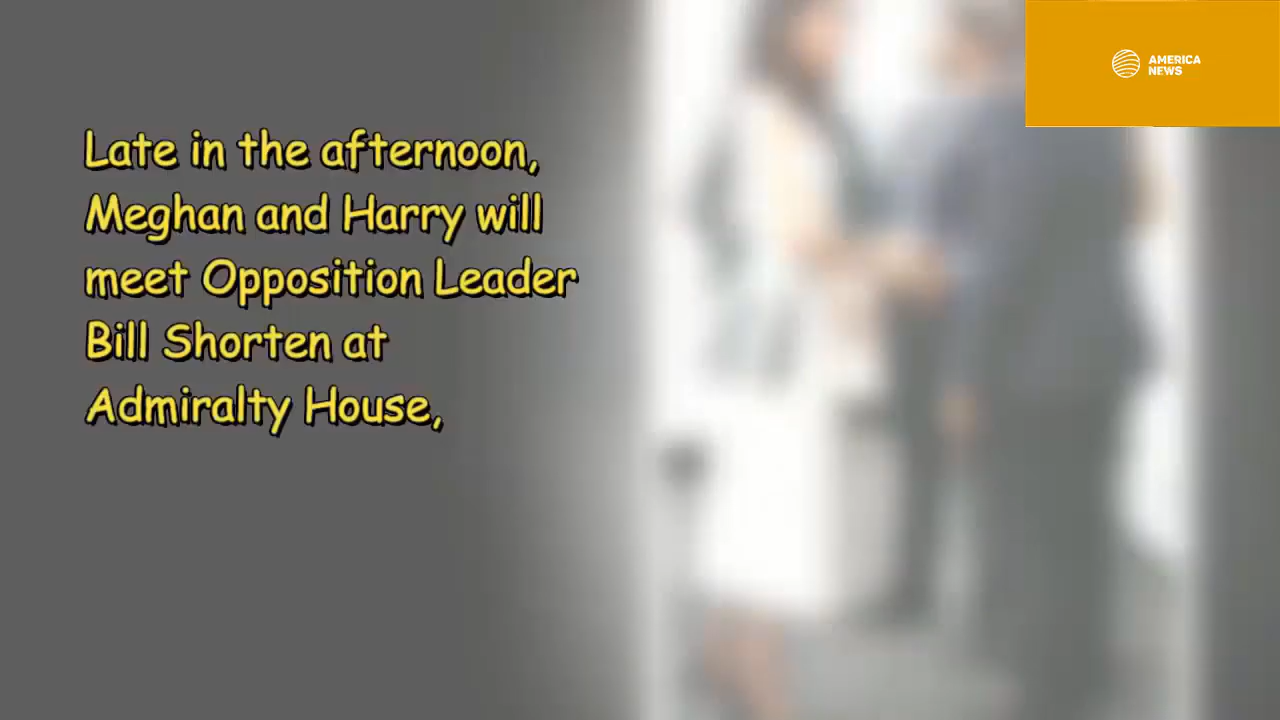 Late in the afternoon,
Meghan and Harry will
meet Opposition Leader
Bill Shorten at
Admiralty House,
AMERICA
NEWS